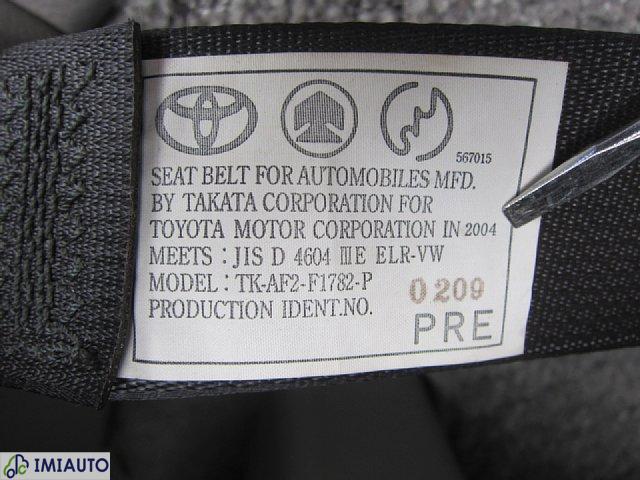 567015
SEAT BELT FOR AUTOMOBILES MFD.
BY TAKATA CORPORATION FOR
TOYOTA MOTOR CORPORATION IN 2004
MEETS : JIS D 4604 ⅢE ELR-VW
MODEL : TK-AF2-F1782-P
PRODUCTION IDENT.NO. 0209
PRE
IMIAUTO